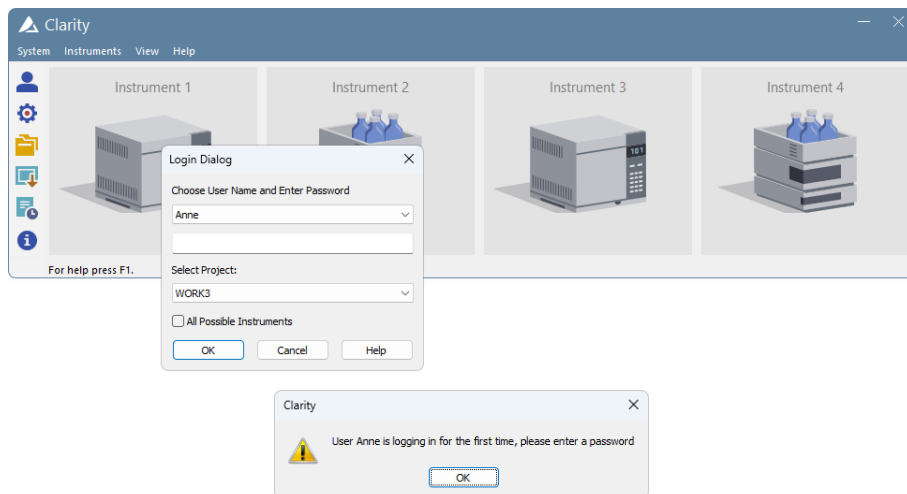 Clarity
System Instruments View Help
Instrument 1 Instrument 2 Instrument 3 Instrument 4
101
Login Dialog
Choose User Name and Enter Password
Anne
Select Project:
WORK3
All Possible Instruments
OK Cancel Help
For help press F1.
Clarity
User Anne is logging in for the first time, please enter a password
OK